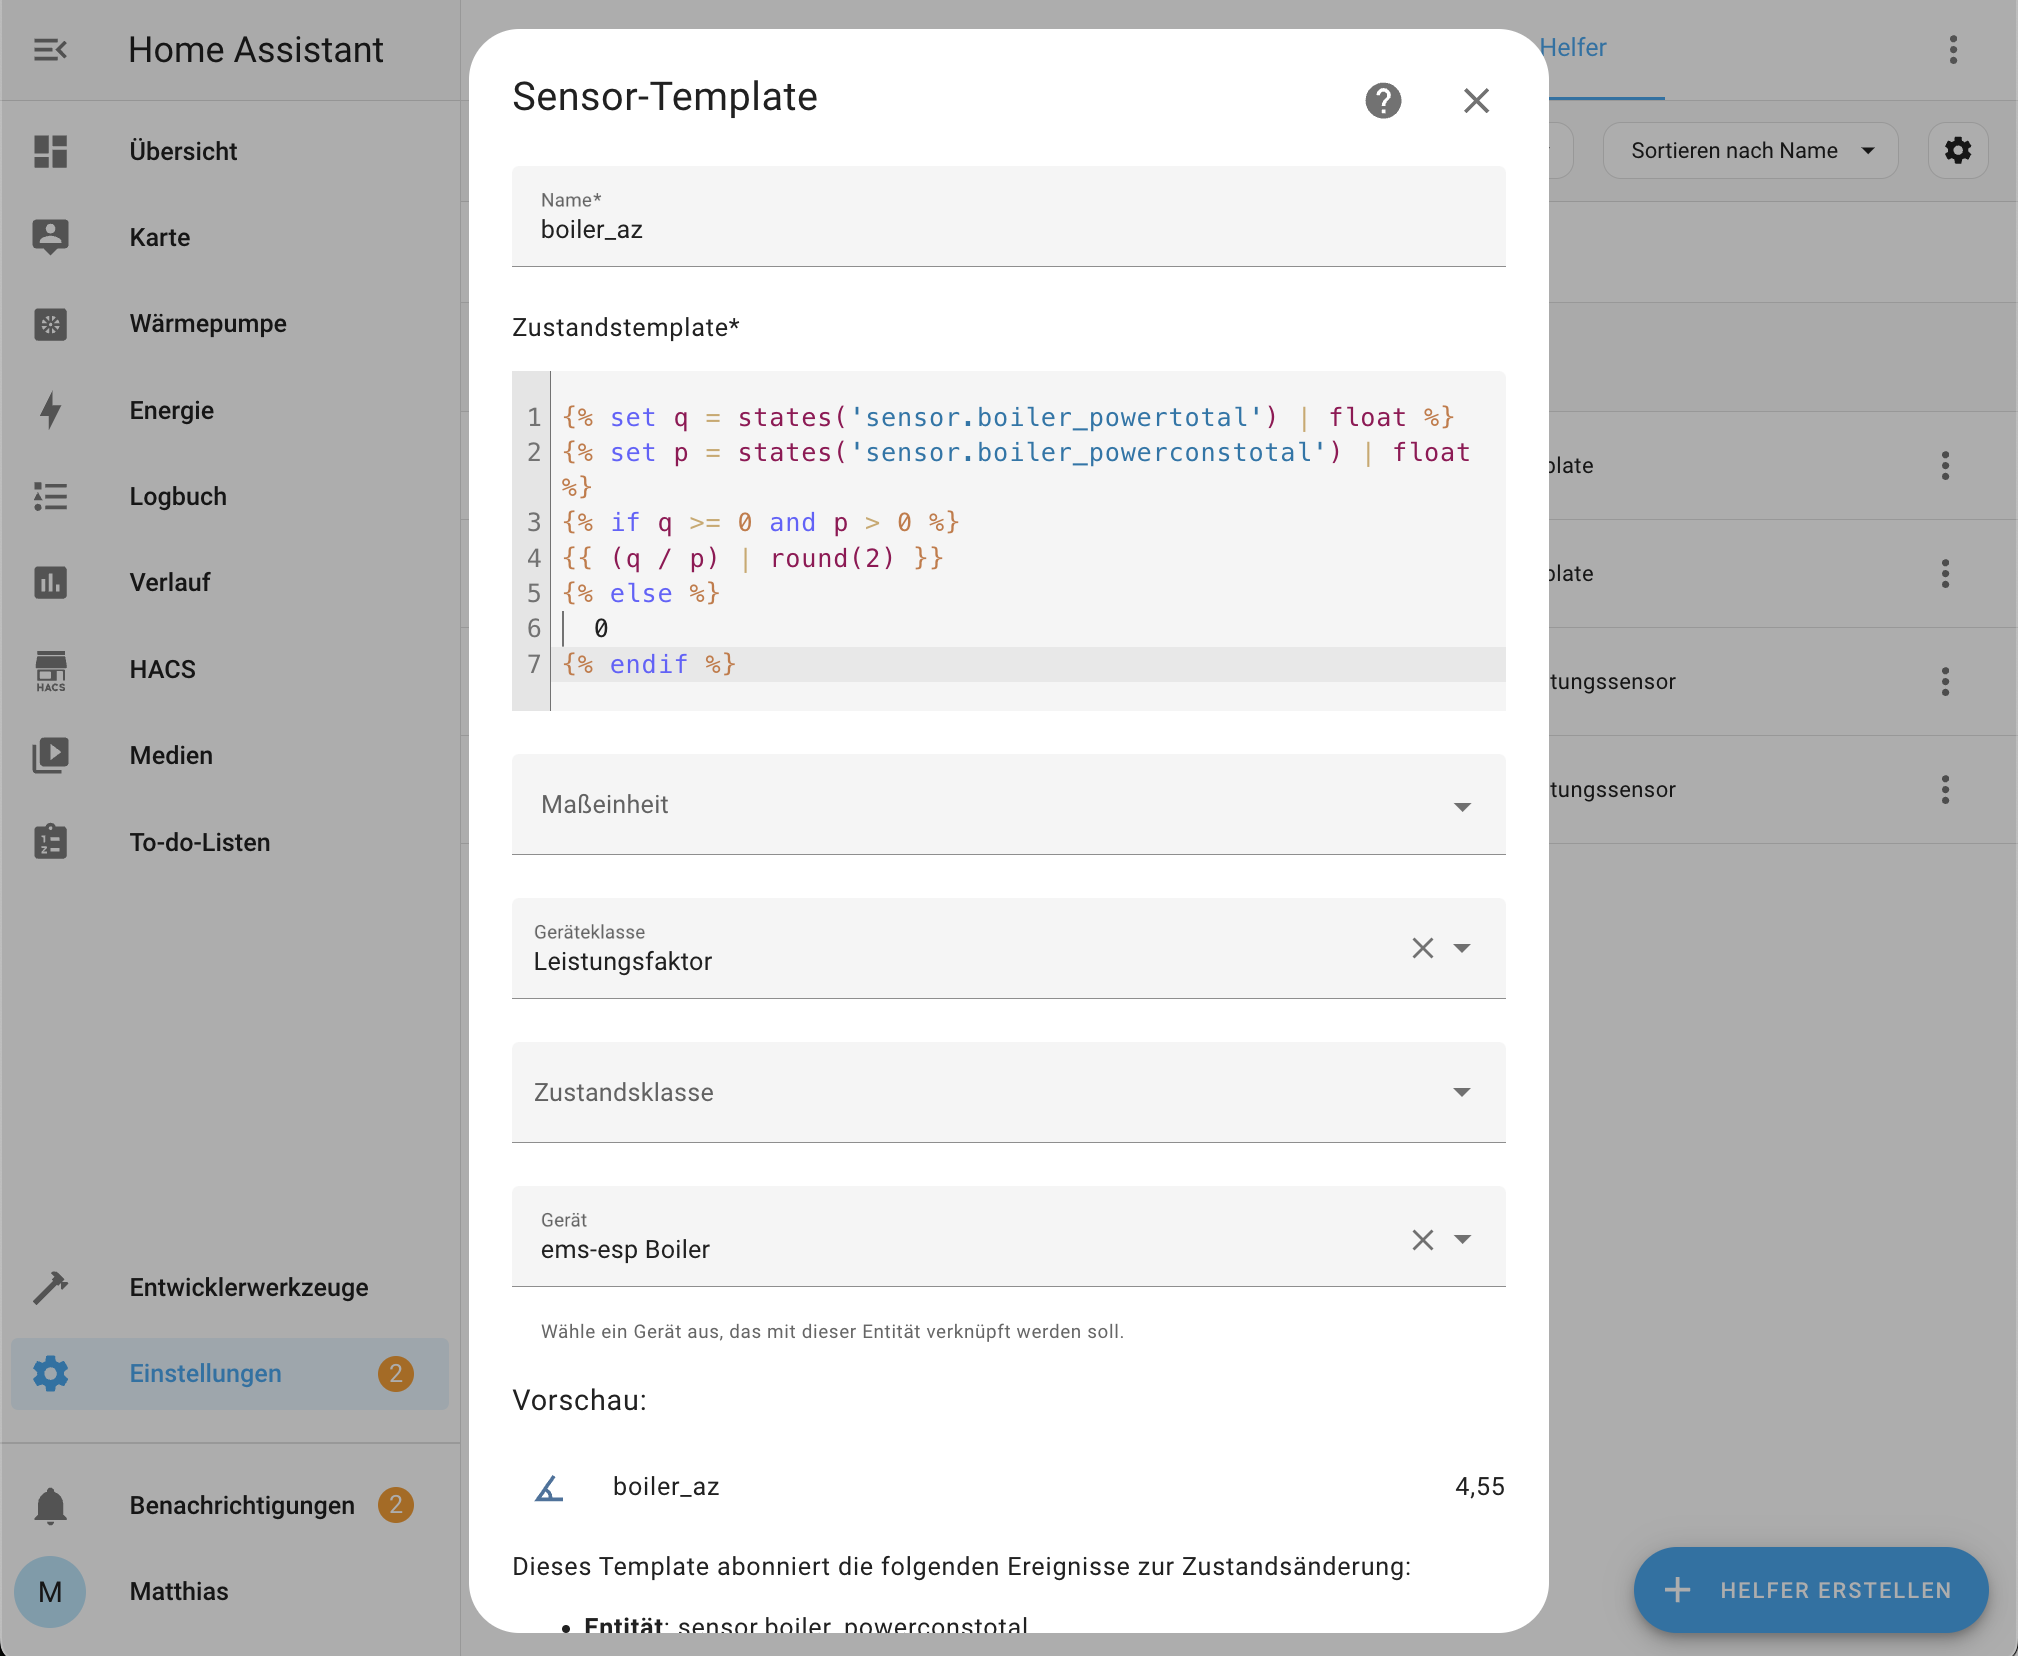 Home Assistant
Übersicht
Karte
Wärmepumpe
Energie
Logbuch
HACS
HACS
Verlauf
Medien
To-do-Listen
Entwicklerwerkzeuge
Einstellungen 2
Benachrichtigungen 2
M Matthias
Sensor-Template
Name*
boiler_az
Zustandstemplate*
1 {% set q = states('sensor.boiler_powertotal') | float %}
2 {% set p = states('sensor.boiler_powerconstotal') | float
%}
3 {% if q >= 0 and p > 0 %}
4 {{ (q / p) | round(2) }}
5 {% else %}
6 0
7 {% endif %}
Maßeinheit
Geräteklasse
Leistungsfaktor
Zustandsklasse
Gerät
ems-esp Boiler
Wähle ein Gerät aus, das mit dieser Entität verknüpft werden soll.
Vorschau:
boiler_az 4,55
Dieses Template abonniert die folgenden Ereignisse zur Zustandsänderung:
• Entität: sensor.boiler_powerconstotal
Helfer
Sortieren nach Name
plate
plate
tungssensor
tungssensor
HELFER ERSTELLEN